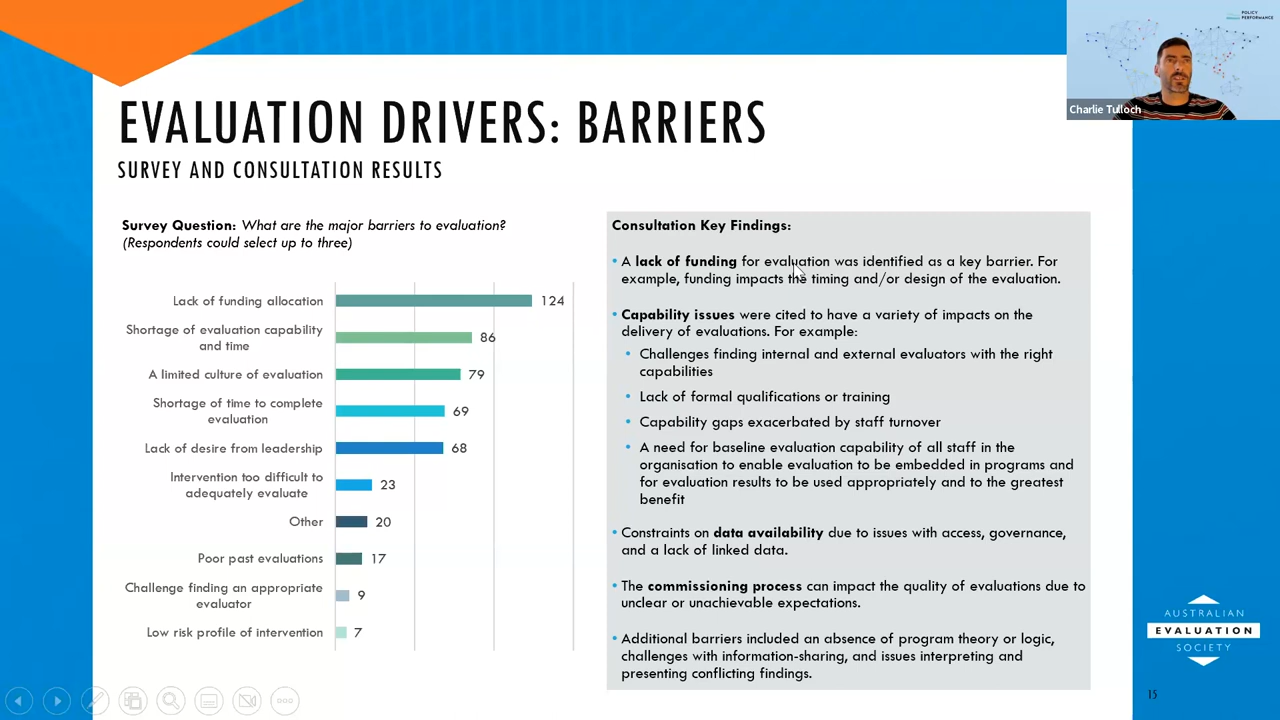 POLICY
PERFORMANCE
Charlie Tulloch
EVALUATION DRIVERS: BARRIERS
SURVEY AND CONSULTATION RESULTS
Survey Question: What are the major barriers to evaluation?
(Respondents could select up to three)
Lack of funding allocation 124
Shortage of evaluation capability
and time 86
A limited culture of evaluation 79
Shortage of time to complete
evaluation 69
Lack of desire from leadership 68
Intervention too difficult to
adequately evaluate 23
Other 20
Poor past evaluations 17
Challenge finding an appropriate
evaluator 9
Low risk profile of intervention 7
Consultation Key Findings:
• A lack of funding for evaluation was identified as a key barrier. For
example, funding impacts the timing and/or design of the evaluation.
• Capability issues were cited to have a variety of impacts on the
delivery of evaluations. For example:
• Challenges finding internal and external evaluators with the right
capabilities
• Lack of formal qualifications or training
• Capability gaps exacerbated by staff turnover
• A need for baseline evaluation capability of all staff in the
organisation to enable evaluation to be embedded in programs and
for evaluation results to be used appropriately and to the greatest
benefit
• Constraints on data availability due to issues with access, governance,
and a lack of linked data.
• The commissioning process can impact the quality of evaluations due to
unclear or unachievable expectations.
• Additional barriers included an absence of program theory or logic,
challenges with information-sharing, and issues interpreting and
presenting conflicting findings.
AUSTRALIAN
EVALUATION
SOCIETY
15